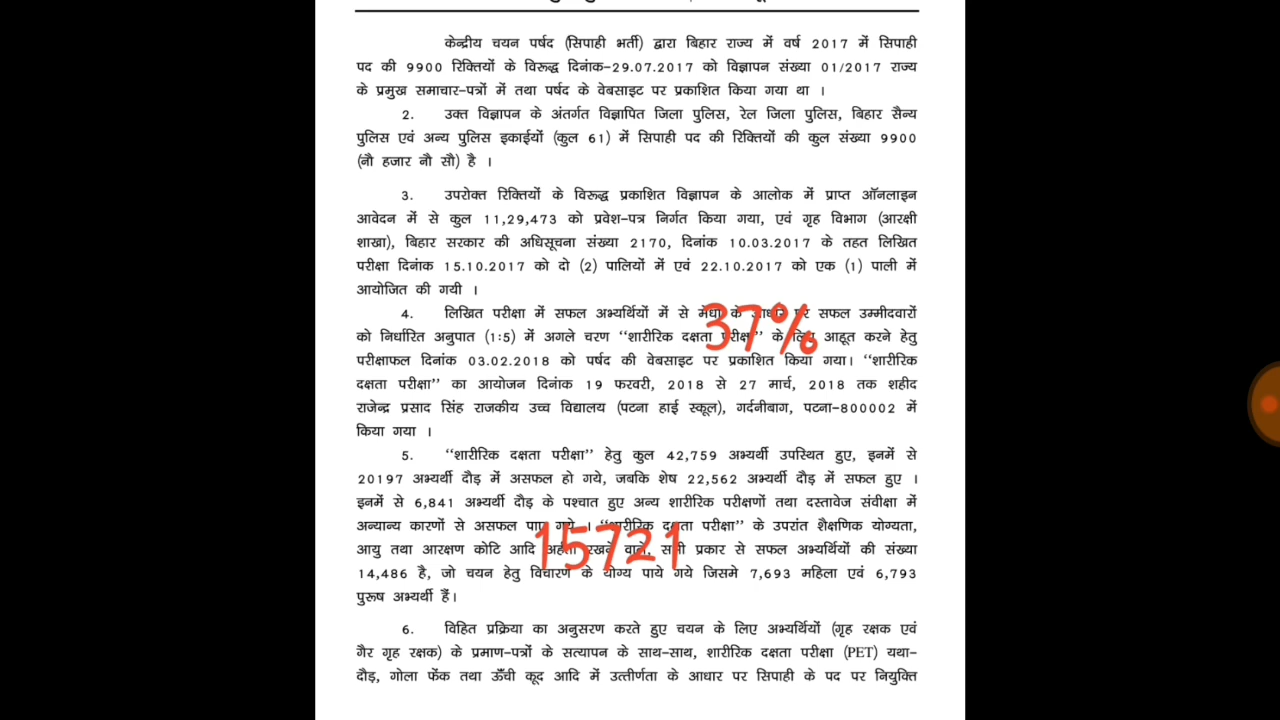 केन्द्रीय चयन पर्षद (सिपाही भर्ती) द्वारा बिहार राज्य में वर्ष 2017 में सिपाही
पद की 9900 रिक्तियों के विरूद्ध दिनांक-29.07.2017 को विज्ञापन संख्या 01/2017 राज्य
के प्रमुख समाचार-पत्रों में तथा पर्षद के वेबसाइट पर प्रकाशित किया गया था ।
2. उक्त विज्ञापन के अंतर्गत विज्ञापित जिला पुलिस, रेल जिला पुलिस, बिहार सैन्य
पुलिस एवं अन्य पुलिस इकाईयों (कुल 61) में सिपाही पद की रिक्तियों की कुल संख्या 9900
(नौ हजार नौ सौ) है ।
3. उपरोक्त रिक्तियों के विरूद्ध प्रकाशित विज्ञापन के आलोक में प्राप्त ऑनलाइन
आवेदन में से कुल 11,29,473 को प्रवेश-पत्र निर्गत किया गया, एवं गृह विभाग (आरक्षी
शाखा), बिहार सरकार की अधिसूचना संख्या 2170, दिनांक 10.03.2017 के तहत लिखित
परीक्षा दिनांक 15.10.2017 को दो (2) पालियों में एवं 22.10.2017 को एक (1) पाली में
आयोजित की गयी ।
4. लिखित परीक्षा में सफल अभ्यर्थियों में से मेधा के आधार पर सफल उम्मीदवारों
37%
को निर्धारित अनुपात (1:5) में अगले चरण ‘‘शारीरिक दक्षता परीक्षा’’ के लिए आहूत करने हेतु
परीक्षाफल दिनांक 03.02.2018 को पर्षद की वेबसाइट पर प्रकाशित किया गया। ‘‘शारीरिक
दक्षता परीक्षा’’ का आयोजन दिनांक 19 फरवरी, 2018 से 27 मार्च, 2018 तक शहीद
राजेन्द्र प्रसाद सिंह राजकीय उच्च विद्यालय (पटना हाई स्कूल), गर्दनीबाग, पटना-800002 में
किया गया ।
5. ‘‘शारीरिक दक्षता परीक्षा’’ हेतु कुल 42,759 अभ्यर्थी उपस्थित हुए, इनमें से
20197 अभ्यर्थी दौड़ में असफल हो गये, जबकि शेष 22,562 अभ्यर्थी दौड़ में सफल हुए ।
इनमें से 6,841 अभ्यर्थी दौड़ के पश्चात हुए अन्य शारीरिक परीक्षणों तथा दस्तावेज संवीक्षा में
अन्यान्य कारणों से असफल पाए गये । ‘‘शारीरिक दक्षता परीक्षा’’ के उपरांत शैक्षणिक योग्यता,
15721
आयु तथा आरक्षण कोटि आदि अर्हता रखने वाले, सभी प्रकार से सफल अभ्यर्थियों की संख्या
14,486 है, जो चयन हेतु विचारण के योग्य पाये गये जिसमे 7,693 महिला एवं 6,793
पुरूष अभ्यर्थी हैं।
6. विहित प्रक्रिया का अनुसरण करते हुए चयन के लिए अभ्यर्थियों (गृह रक्षक एवं
गैर गृह रक्षक) के प्रमाण-पत्रों के सत्यापन के साथ-साथ, शारीरिक दक्षता परीक्षा (PET) यथा-
दौड़, गोला फेंक तथा ऊँची कूद आदि में उत्तीर्णता के आधार पर सिपाही के पद पर नियुक्ति